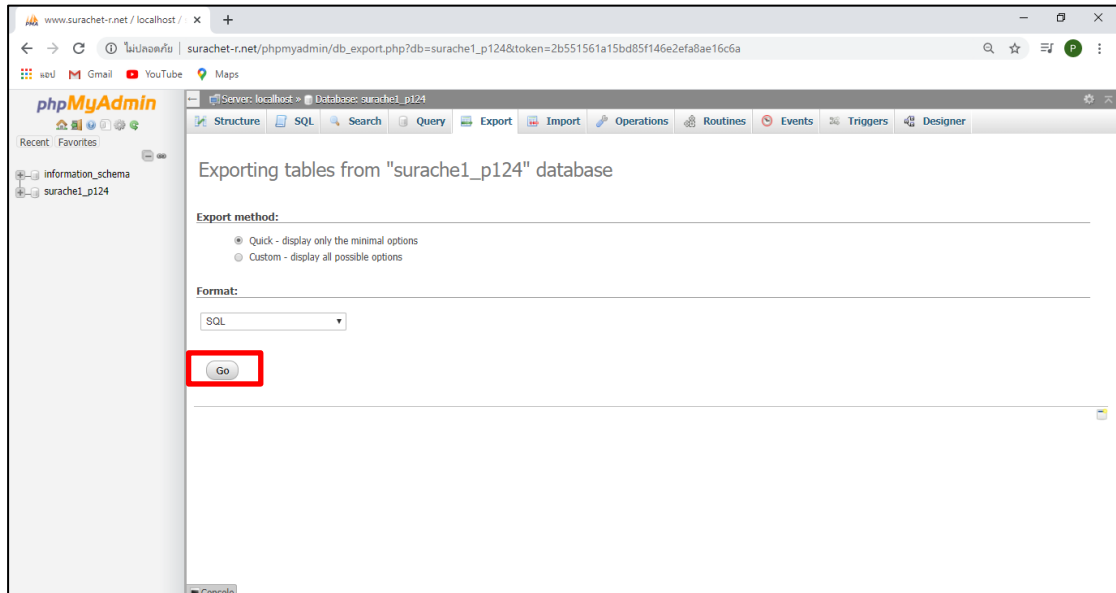 www.surachet-r.net / localhost /
ไม่ปลอดภัย | surachet-r.net/phpmyadmin/db_export.php?db=surache1_p124&token=2b551561a15bd85f146e2efa8ae16c6a
P
แอป Gmail YouTube Maps
phpMyAdmin
Recent Favorites
information_schema
surache1_p124
Server: localhost » Database: surache1_p124
Structure SQL Search Query Export Import Operations Routines Events Triggers Designer
Exporting tables from "surache1_p124" database
Export method:
Quick - display only the minimal options
Custom - display all possible options
Format:
SQL
Go
Console